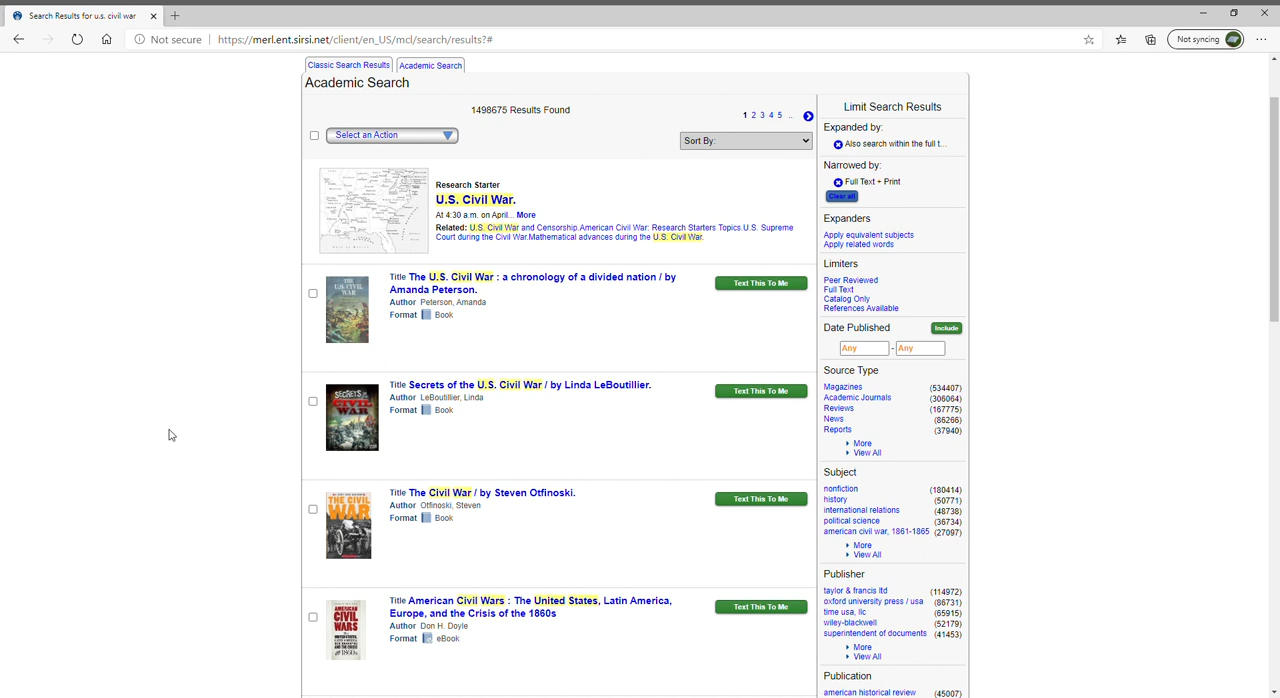 Search Results for u.s. civil war
Not secure | https://merl.ent.sirsi.net/client/en_US/mcl/search/results?#
Not syncing
Classic Search Results
Academic Search
Academic Search
1498675 Results Found
1 2 3 4 5 ..
Select an Action
Sort By:
Research Starter
U.S. Civil War.
At 4:30 a.m. on April... More
Related: U.S. Civil War and Censorship.American Civil War: Research Starters Topics.U.S. Supreme
Court during the Civil War.Mathematical advances during the U.S. Civil War.
Title The U.S. Civil War : a chronology of a divided nation / by
Amanda Peterson.
Author Peterson, Amanda
Format Book
Text This To Me
THE
U.S. CIVIL
WAR
Title Secrets of the U.S. Civil War / by Linda LeBoutillier.
Author LeBoutillier, Linda
Format Book
Text This To Me
SECRETS
CIVIL
WAR
Title The Civil War / by Steven Otfinoski.
Author Otfinoski, Steven
Format Book
Text This To Me
THE CIVIL
WAR
Title American Civil Wars : The United States, Latin America,
Europe, and the Crisis of the 1860s
Author Don H. Doyle
Format eBook
Text This To Me
AMERICAN
CIVIL
WARS
Limit Search Results
Expanded by:
Also search within the full t...
Narrowed by:
Full Text + Print
Clear all
Expanders
Apply equivalent subjects
Apply related words
Limiters
Peer Reviewed
Full Text
Catalog Only
References Available
Date Published Include
Any - Any
Source Type
Magazines (534407)
Academic Journals (306064)
Reviews (167775)
News (86266)
Reports (37940)
More
View All
Subject
nonfiction (180414)
history (50771)
international relations (48738)
political science (36734)
american civil war, 1861-1865 (27097)
More
View All
Publisher
taylor & francis ltd (114972)
oxford university press / usa (86731)
time usa, llc (65915)
wiley-blackwell (52179)
superintendent of documents (41453)
More
View All
Publication
american historical review (45007)